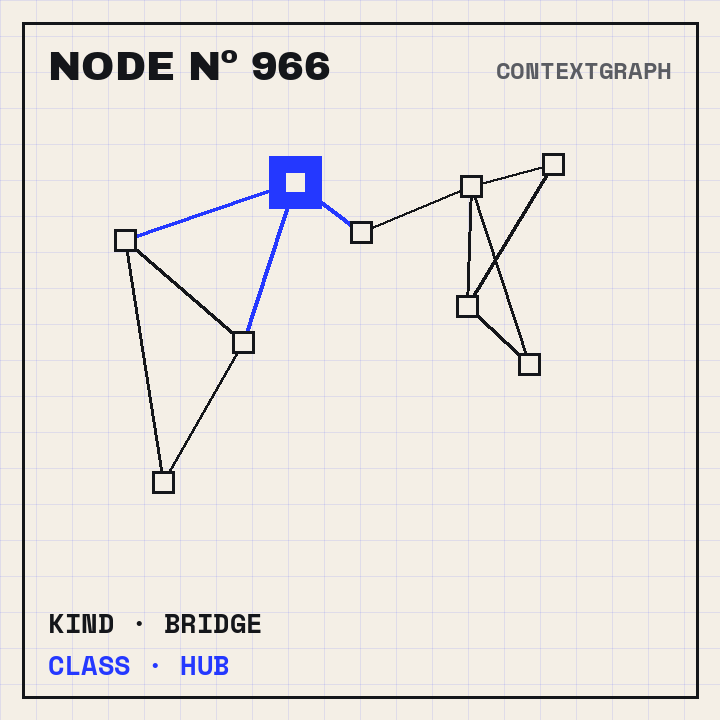 NODE Nº 966
CONTEXTGRAPH
KIND · BRIDGE
CLASS · HUB